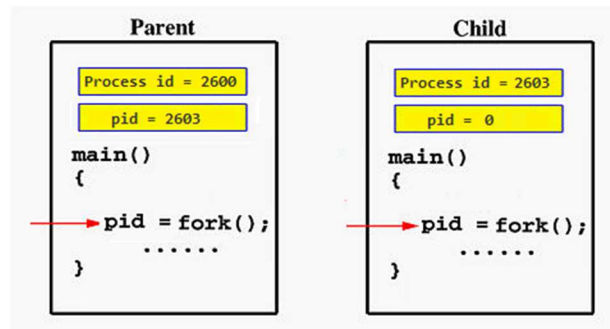 Parent
Process id = 2600
pid = 2603
main()
{
pid = fork();
......
}
Child
Process id = 2603
pid = 0
main()
{
pid = fork();
......
}